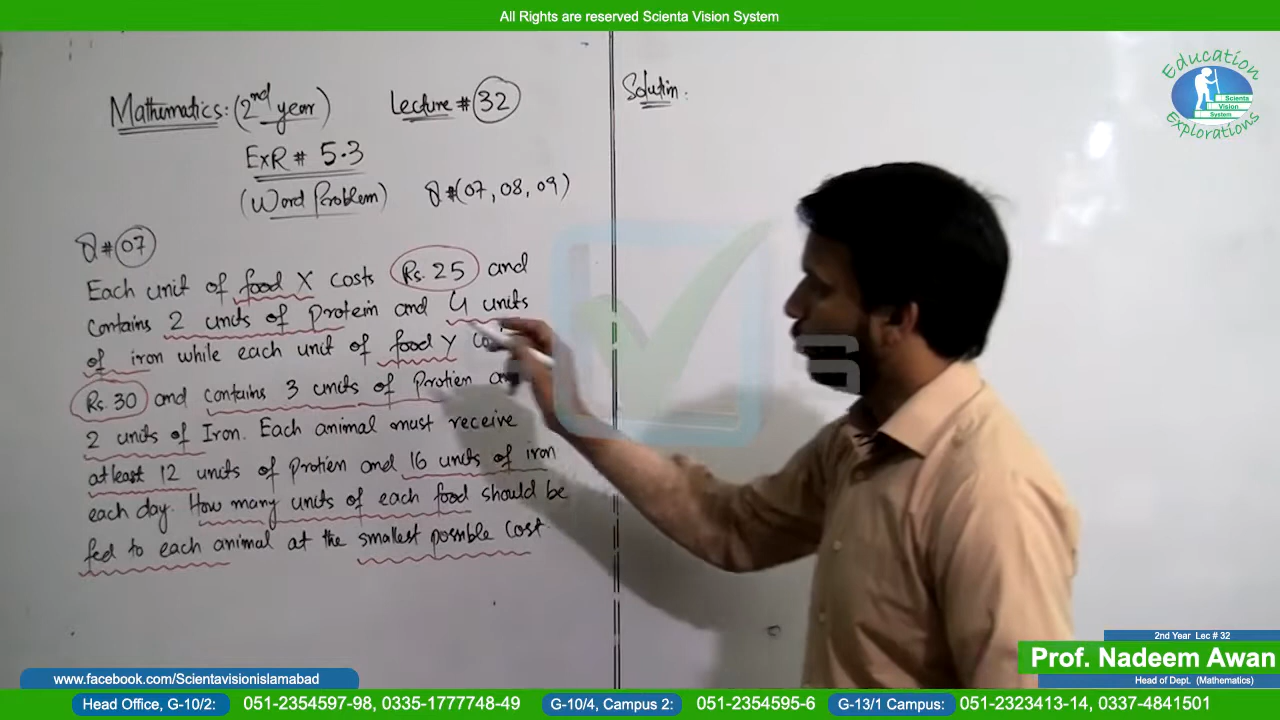 All Rights are reserved Scienta Vision System
Mathematics: (2nd year) Lecture # 32
ExR # 5.3
(Word Problem) Q #(07, 08, 09)
Q # 07
Each unit of food X costs Rs. 25 and
Contains 2 units of Protein and 4 units
of iron while each unit of food Y
Rs. 30 and contains 3 units of Protien
2 units of Iron. Each animal must receive
atleast 12 units of Protien and 16 units of iron
each day. How many units of each food should be
fed to each animal at the smallest possible cost.
Solution:
Education
Scienta
Vision
System
Explorations
S
2nd Year Lec # 32
Prof. Nadeem Awan
Head of Dept. (Mathematics)
www.facebook.com/Scientavisionislamabad
Head Office, G-10/2: 051-2354597-98, 0335-1777748-49 G-10/4, Campus 2: 051-2354595-6 G-13/1 Campus: 051-2323413-14, 0337-4841501